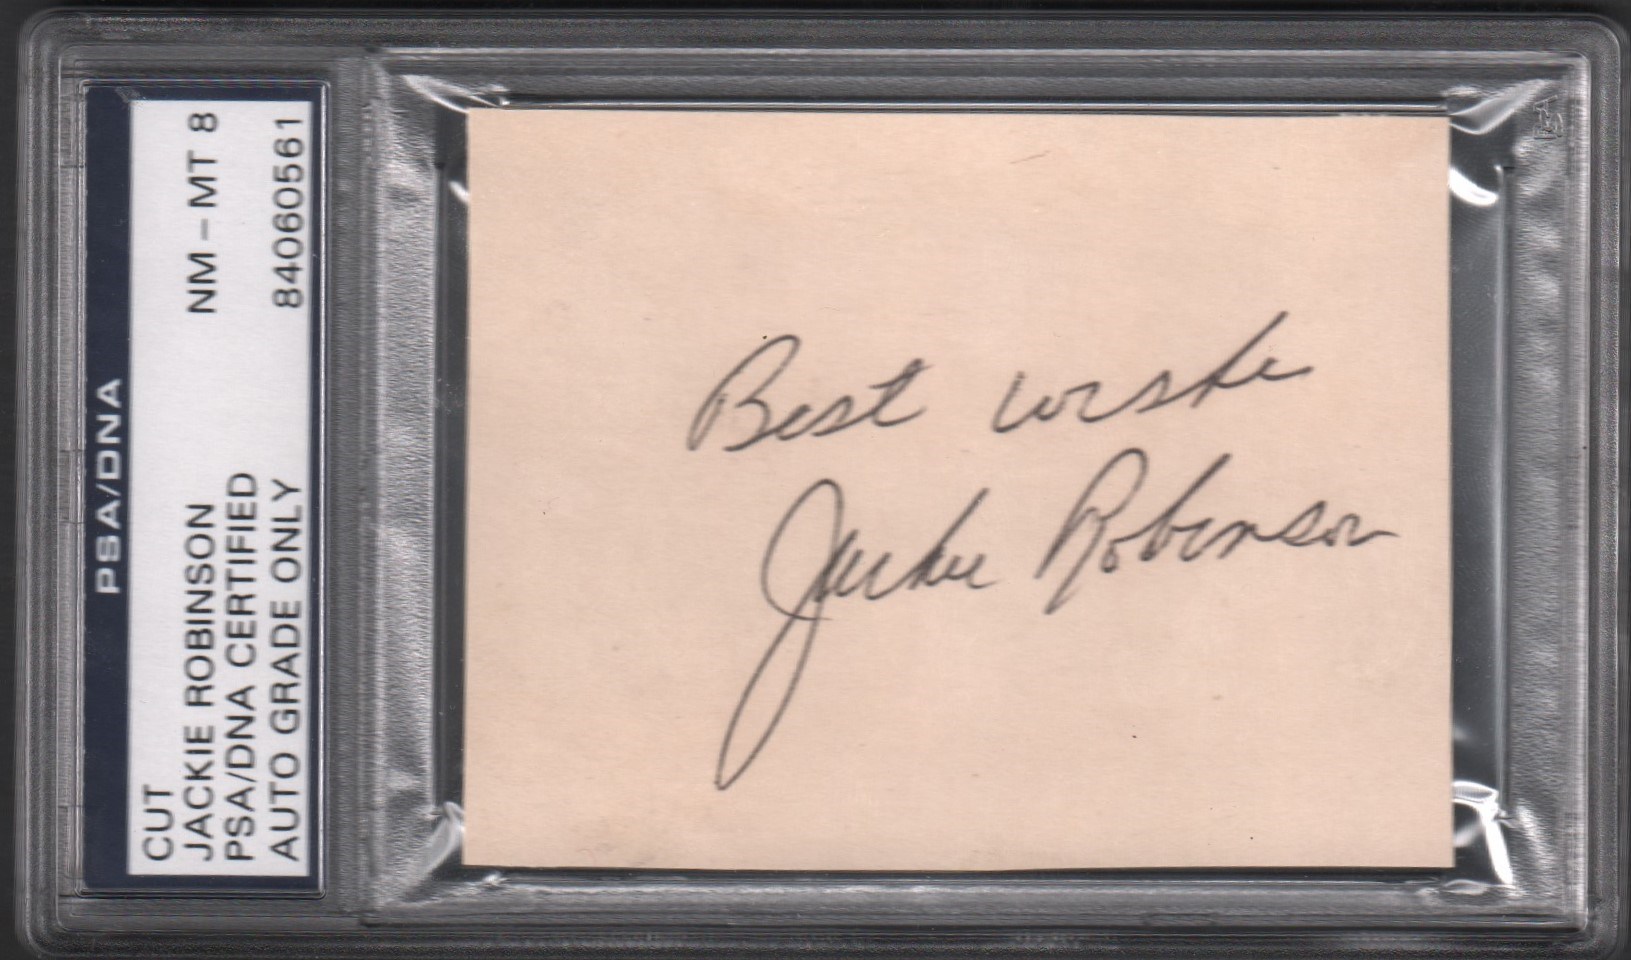 PSA/DNA
CUT
JACKIE ROBINSON NM - MT 8
PSA/DNA CERTIFIED
AUTO GRADE ONLY 84060561
Best wishes
Jackie Robinson